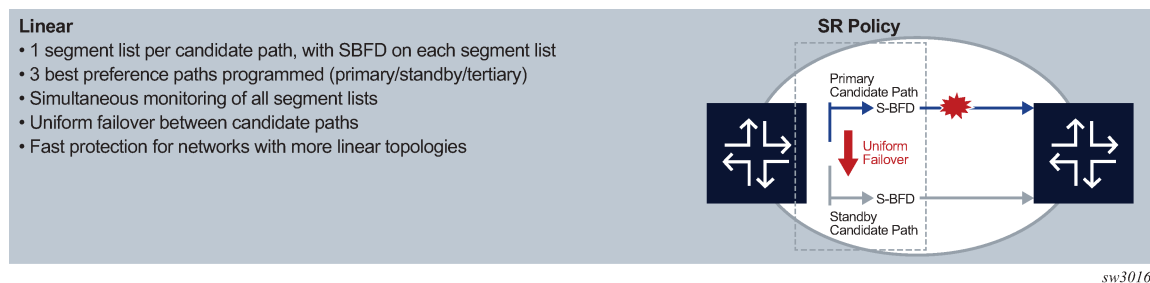 Linear
• 1 segment list per candidate path, with SBFD on each segment list
• 3 best preference paths programmed (primary/standby/tertiary)
• Simultaneous monitoring of all segment lists
• Uniform failover between candidate paths
• Fast protection for networks with more linear topologies
SR Policy
Primary
Candidate Path
S-BFD
Uniform
Failover
S-BFD
Standby
Candidate Path
sw3016